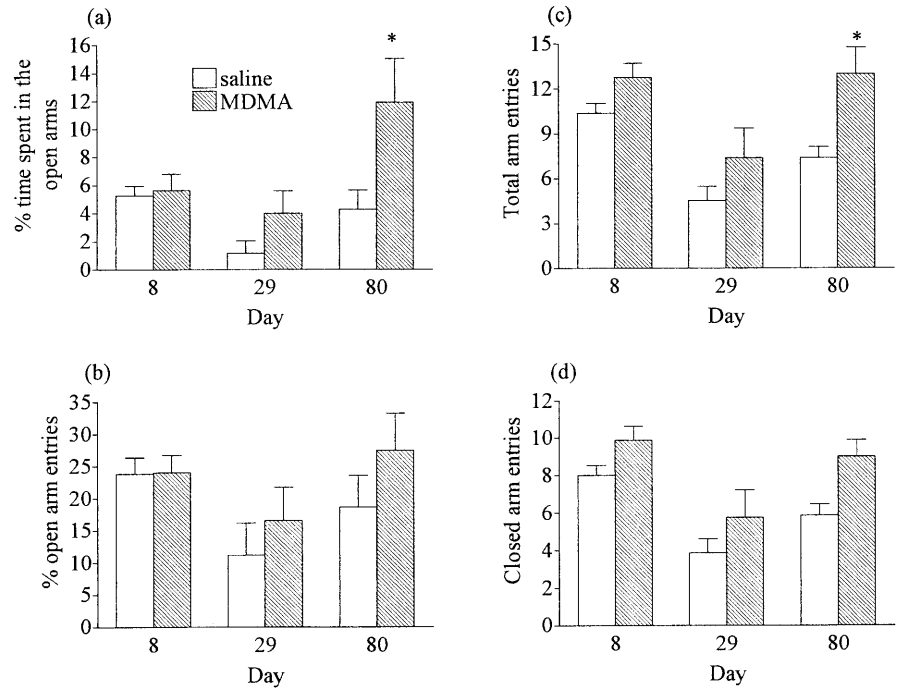 (a)
% time spent in the
open arms
16
14
12
10
8
6
4
2
0
saline
MDMA
*
8 29 80
Day
(c)
Total arm entries
15
12
9
6
3
0
*
8 29 80
Day
(b)
% open arm entries
35
30
25
20
15
10
5
0
8 29 80
Day
(d)
Closed arm entries
12
10
8
6
4
2
0
8 29 80
Day